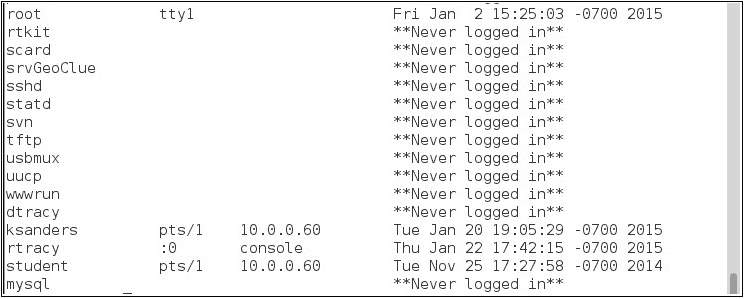 root            tty1                      Fri Jan  2 15:25:03 -0700 2015
rtkit                                     **Never logged in**
scard                                     **Never logged in**
srvGeoClue                                **Never logged in**
sshd                                      **Never logged in**
statd                                     **Never logged in**
svn                                       **Never logged in**
tftp                                      **Never logged in**
usbmux                                    **Never logged in**
uucp                                      **Never logged in**
wwwrun                                    **Never logged in**
dtracy                                    **Never logged in**
ksanders        pts/1    10.0.0.60        Tue Jan 20 19:05:29 -0700 2015
rtracy          :0       console          Thu Jan 22 17:42:15 -0700 2015
student         pts/1    10.0.0.60        Tue Nov 25 17:27:58 -0700 2014
mysql                                     **Never logged in**